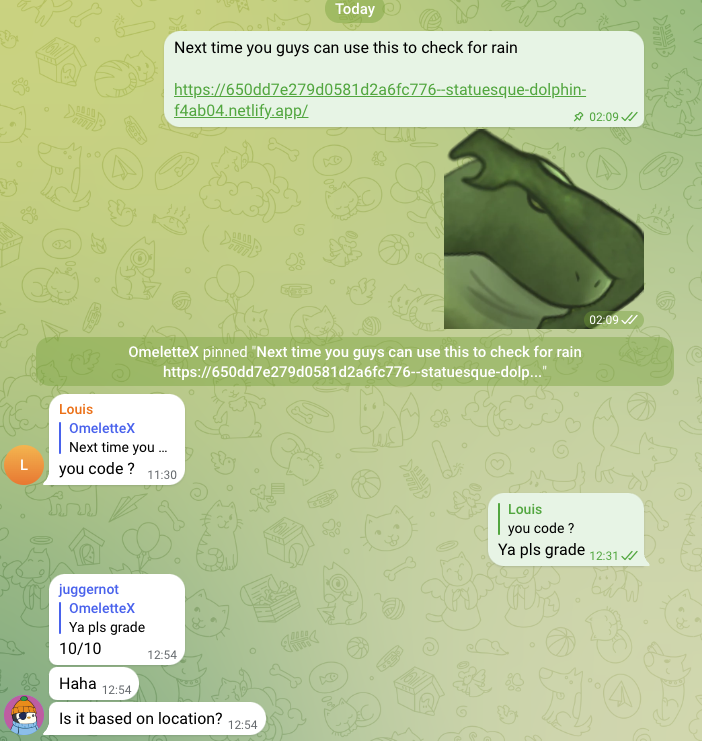 Today
Next time you guys can use this to check for rain
https://650dd7e279d0581d2a6fc776--statuesque-dolphin-
f4ab04.netlify.app/
02:09
02:09
OmeletteX pinned "Next time you guys can use this to check for rain
https://650dd7e279d0581d2a6fc776--statuesque-dolp..."
Louis
OmeletteX
Next time you ...
L
you code ? 11:30
Louis
you code ?
Ya pls grade 12:31
juggernot
OmeletteX
Ya pls grade
10/10 12:54
Haha 12:54
Is it based on location? 12:54